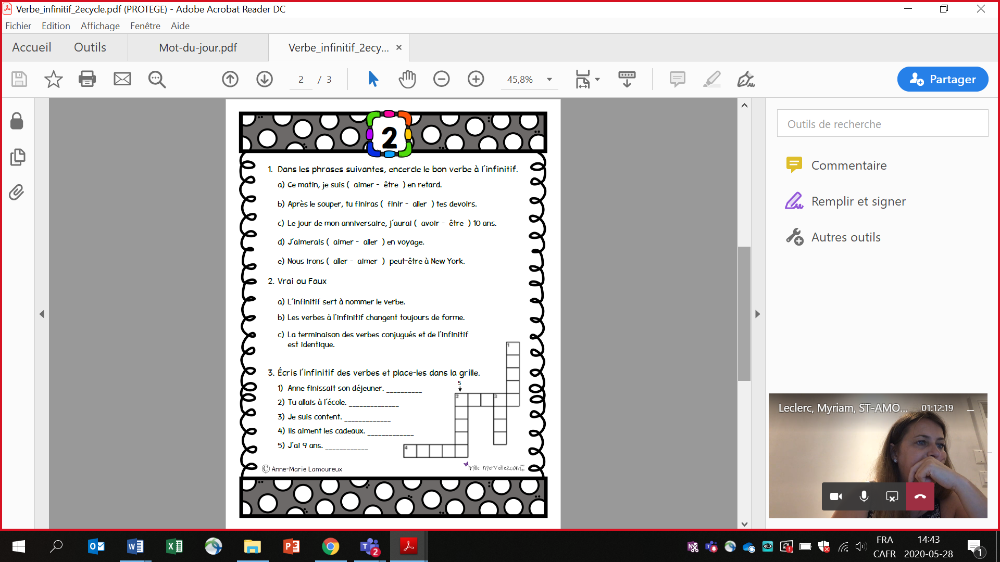 Verbe_infinitif_2ecycle.pdf (PROTEGE) - Adobe Acrobat Reader DC
Fichier Edition Affichage Fenêtre Aide
Accueil Outils Mot-du-jour.pdf Verbe_infinitif_2ecy... ×
2 / 3 45,8% Partager
2
1. Dans les phrases suivantes, encercle le bon verbe à l'infinitif.
a) Ce matin, je suis ( aimer - être ) en retard.
b) Après le souper, tu finiras ( finir - aller ) tes devoirs.
c) Le jour de mon anniversaire, j'aurai ( avoir - être ) 10 ans.
d) J'aimerais ( aimer - aller ) en voyage.
e) Nous irons ( aller - aimer ) peut-être à New York.
2. Vrai ou Faux
a) L'infinitif sert à nommer le verbe.
b) Les verbes à l'infinitif changent toujours de forme.
c) La terminaison des verbes conjugués et de l'infinitif
est identique.
3. Écris l'infinitif des verbes et place-les dans la grille.
1) Anne finissait son déjeuner. __________
2) Tu allais à l'école. ______________
3) Je suis content. _____________
4) Ils aiment les cadeaux. _____________
5) J'ai 9 ans. ____________
1
5
2 3
4
© Anne-Marie Lamoureux
Mille Merveilles.com
Outils de recherche
Commentaire
Remplir et signer
Autres outils
Leclerc, Myriam, ST-AMO... 01:12:19
2
FRA
CAFR
14:43
2020-05-28
1